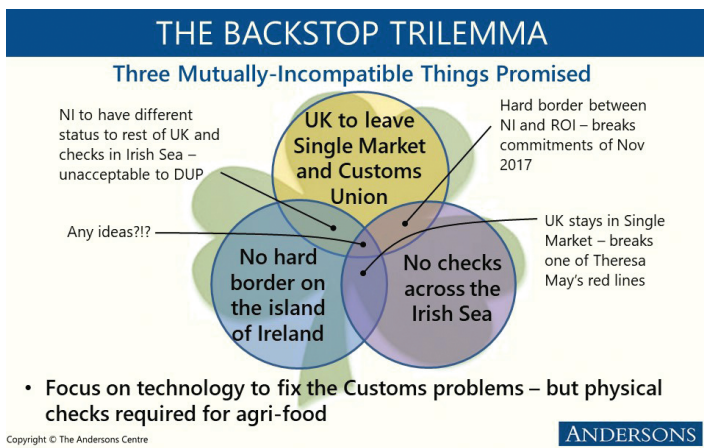 THE BACKSTOP TRILEMMA
Three Mutually-Incompatible Things Promised
NI to have different
status to rest of UK and
checks in Irish Sea –
unacceptable to DUP
UK to leave
Single Market
and Customs
Union
Hard border between
NI and ROI – breaks
commitments of Nov
2017
Any ideas?!?
UK stays in Single
Market – breaks
one of Theresa
May's red lines
No hard
border on
the island
of Ireland
No checks
across the
Irish Sea
• Focus on technology to fix the Customs problems – but physical
checks required for agri-food
Copyright © The Andersons Centre
ANDERSONS